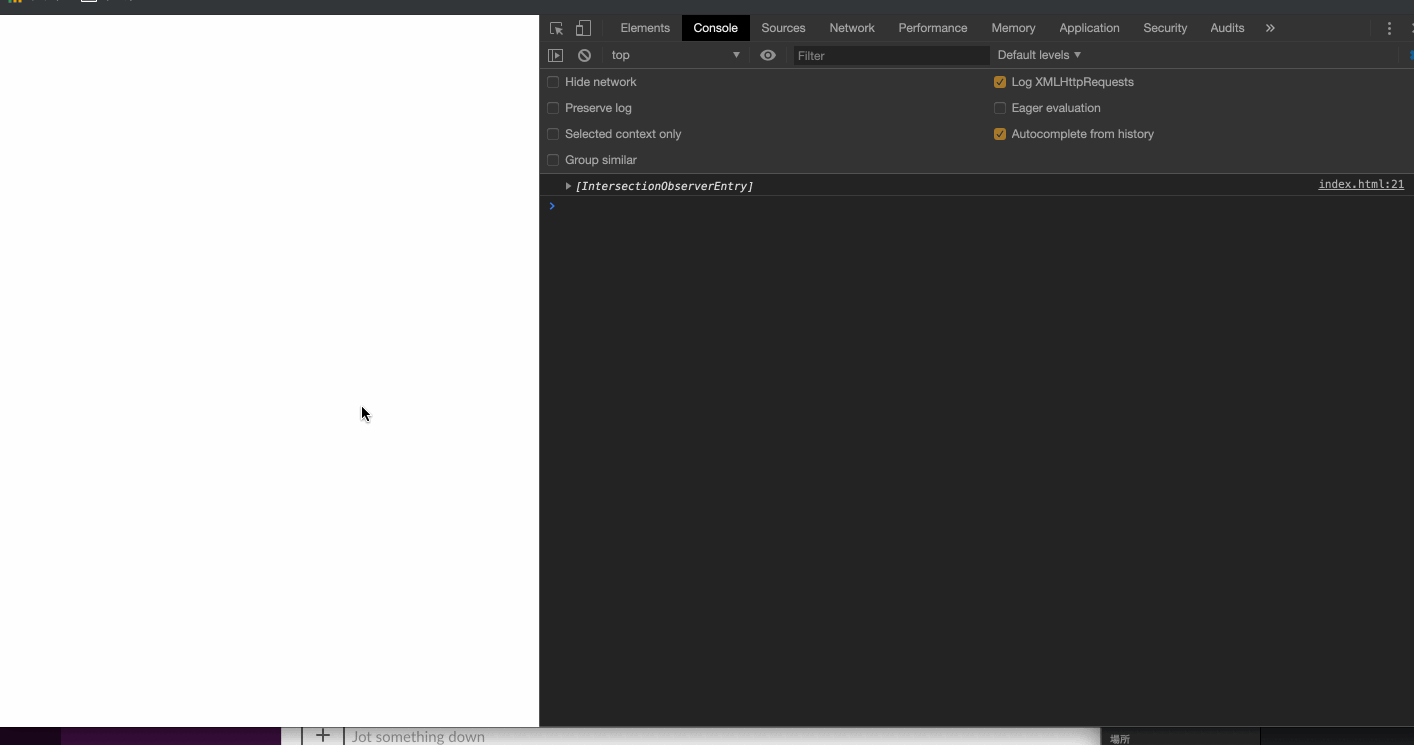 Elements Console Sources Network Performance Memory Application Security Audits »
top ▼ Filter Default levels ▼
Hide network Log XMLHttpRequests
Preserve log Eager evaluation
Selected context only Autocomplete from history
Group similar
[IntersectionObserverEntry] index.html:21
Jot something down
場所